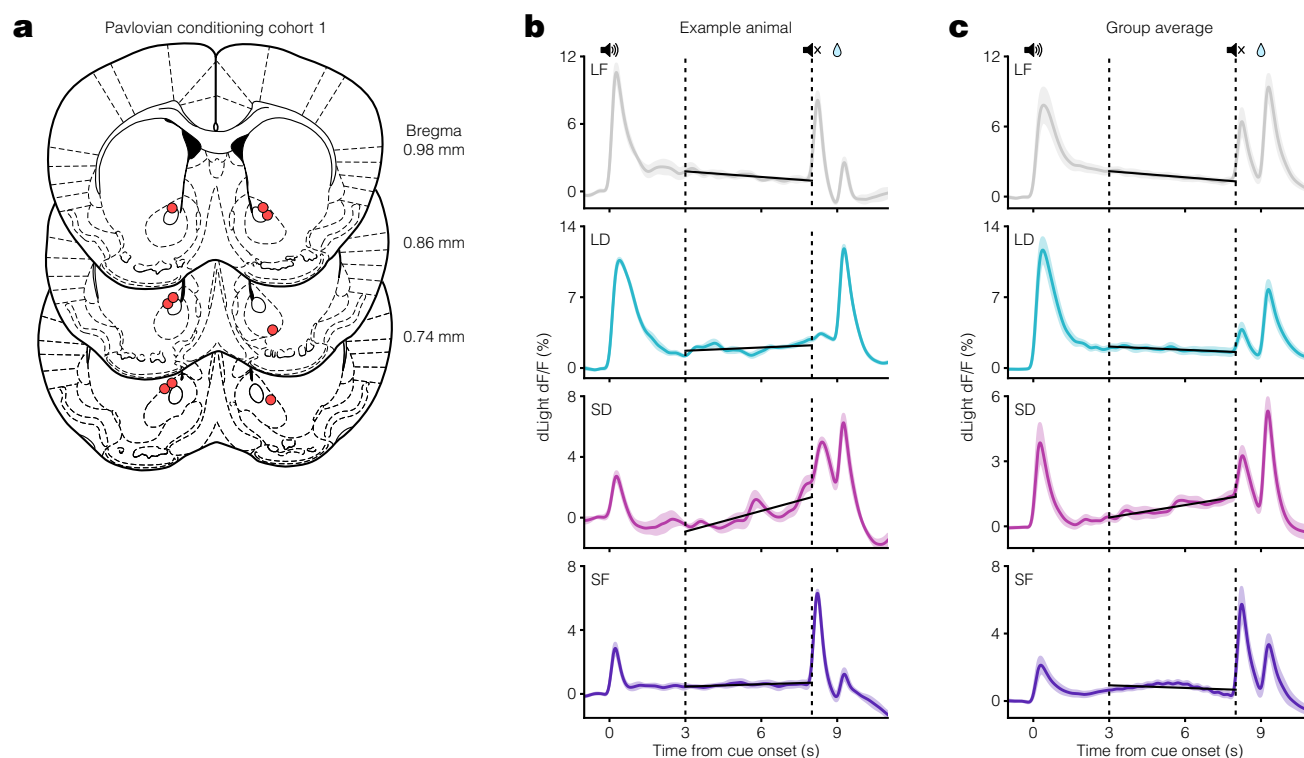 a
Pavlovian conditioning cohort 1
Bregma
0.98 mm
0.86 mm
0.74 mm
b
Example animal
dLight dF/F (%)
LF
12
6
0
LD
14
7
0
SD
8
4
0
SF
8
4
0
0
3
6
9
Time from cue onset (s)
c
Group average
dLight dF/F (%)
LF
12
6
0
LD
14
7
0
SD
6
3
0
SF
8
4
0
0
3
6
9
Time from cue onset (s)